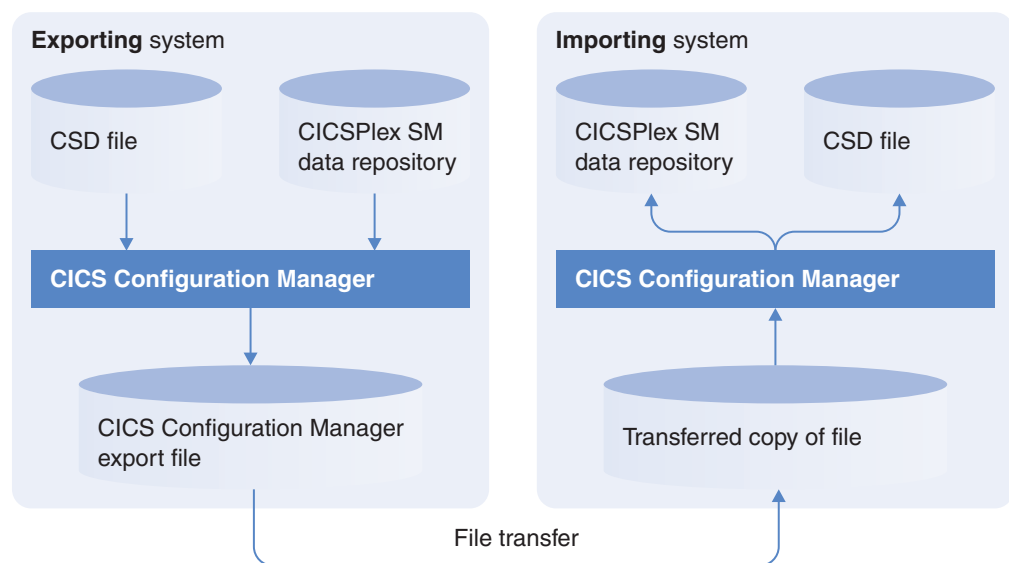 Exporting system
CSD file
CICSPlex SM
data repository
CICS Configuration Manager
CICS Configuration Manager
export file
Importing system
CICSPlex SM
data repository
CSD file
CICS Configuration Manager
Transferred copy of file
File transfer